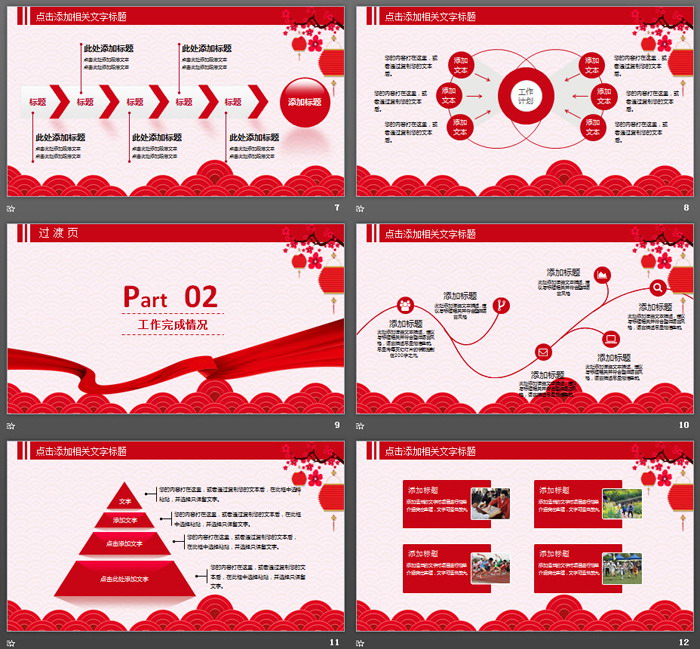 点击添加相关文字标题
此处添加标题
点击此处添加段落文本
点击此处添加段落文本
此处添加标题
点击此处添加段落文本
点击此处添加段落文本
标题
标题
标题
标题
标题
添加标题
此处添加标题
点击此处添加段落文本
点击此处添加段落文本
此处添加标题
点击此处添加段落文本
点击此处添加段落文本
此处添加标题
点击此处添加段落文本
点击此处添加段落文本
7
点击添加相关文字标题
您的内容打在这里，或
者通过复制您的文本
后。
您的内容打在这里，或
者通过复制您的文本
后。
您的内容打在这里，或
者通过复制您的文本
后。
添加
文本
添加
文本
添加
文本
工作
计划
添加
文本
添加
文本
添加
文本
您的内容打在这里，或
者通过复制您的文本
后。
您的内容打在这里，或
者通过复制您的文本
后。
您的内容打在这里，或
者通过复制您的文本
后。
8
过渡页
Part 02
工作完成情况
9
点击添加相关文字标题
添加标题
添加标题
添加标题
添加标题
添加标题
添加标题
10
点击添加相关文字标题
文字
添加文字
点击添加文字
点击此处添加文字
您的内容打在这里，或者通过复制您的文本后，在此框中选择
粘贴，并选择只保留文字。
您的内容打在这里，或者通过复制您的文本后，在此框
中选择粘贴，并选择只保留文字。
您的内容打在这里，或者通过复制您的文本后，
在此框中选择粘贴，并选择只保留文字。
您的内容打在这里，或者通过复制您的文
本后，在此框中选择粘贴，并选择只保留
文字。
11
点击添加相关文字标题
添加标题
添加标题
添加标题
添加标题
12